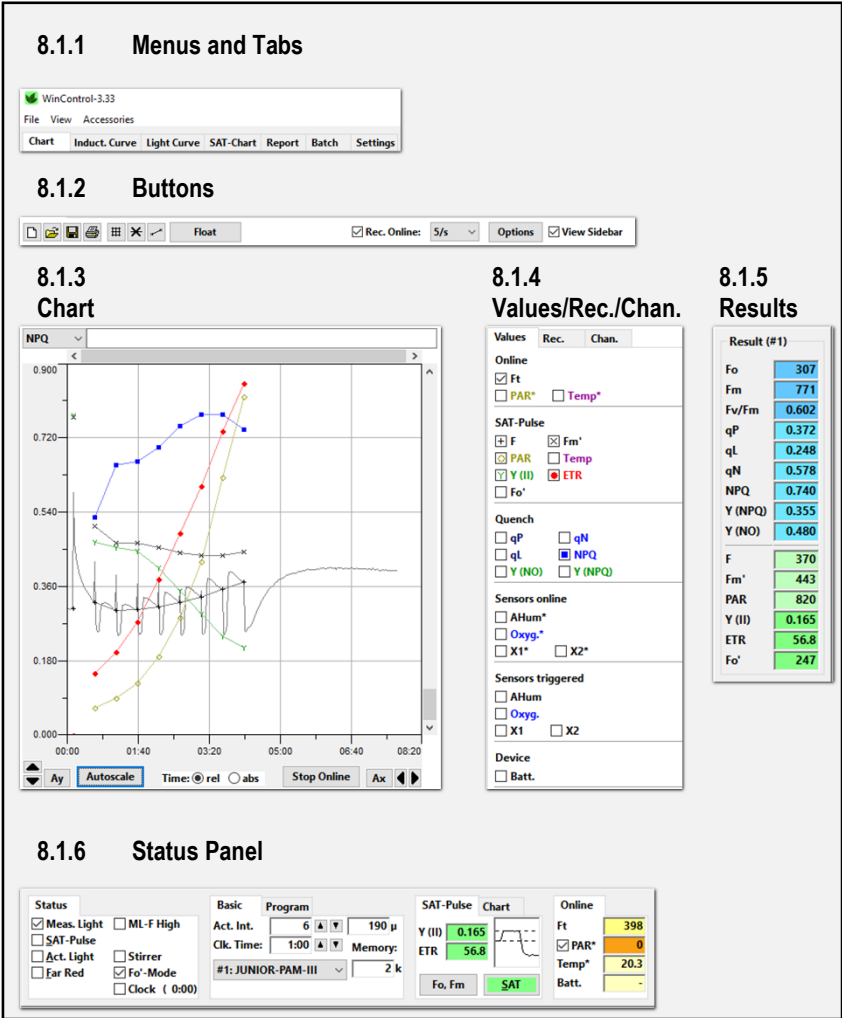 8.1.1 Menus and Tabs
WinControl-3.33
File View Accessories
Chart Induct. Curve Light Curve SAT-Chart Report Batch Settings
8.1.2 Buttons
Float Rec. Online: 5/s Options View Sidebar
8.1.3
Chart
8.1.4
Values/Rec./Chan.
8.1.5
Results
NPQ
0.900
0.720
0.540
0.360
0.180
0.000
00:00 01:40 03:20 05:00 06:40 08:20
Ay Autoscale Time: rel abs Stop Online Ax
Values Rec. Chan.
Online
Ft
PAR* Temp*
SAT-Pulse
F Fm'
PAR Temp
Y (II) ETR
Fo'
Quench
qP qN
qL NPQ
Y (NO) Y (NPQ)
Sensors online
AHum*
Oxyg.*
X1* X2*
Sensors triggered
AHum
Oxyg.
X1 X2
Device
Batt.
Result (#1)
Fo 307
Fm 771
Fv/Fm 0.602
qP 0.372
qL 0.248
qN 0.578
NPQ 0.740
Y (NPQ) 0.355
Y (NO) 0.480
F 370
Fm' 443
PAR 820
Y (II) 0.165
ETR 56.8
Fo' 247
8.1.6 Status Panel
Status
Meas. Light ML-F High
SAT-Pulse
Act. Light Stirrer
Far Red Fo'-Mode
Clock ( 0:00)
Basic Program
Act. Int. 6 190 µ
Clk. Time: 1:00 Memory:
#1: JUNIOR-PAM-III 2 k
SAT-Pulse Chart
Y (II) 0.165
ETR 56.8
Fo, Fm SAT
Online
Ft 398
PAR* 0
Temp* 20.3
Batt. -